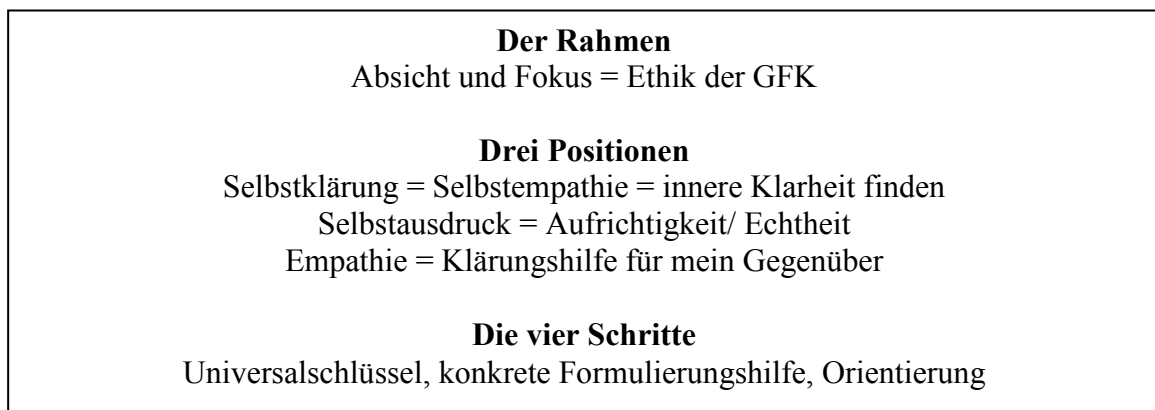 Der Rahmen
Absicht und Fokus = Ethik der GFK
Drei Positionen
Selbstklärung = Selbstempathie = innere Klarheit finden
Selbstausdruck = Aufrichtigkeit/ Echtheit
Empathie = Klärungshilfe für mein Gegenüber
Die vier Schritte
Universalschlüssel, konkrete Formulierungshilfe, Orientierung